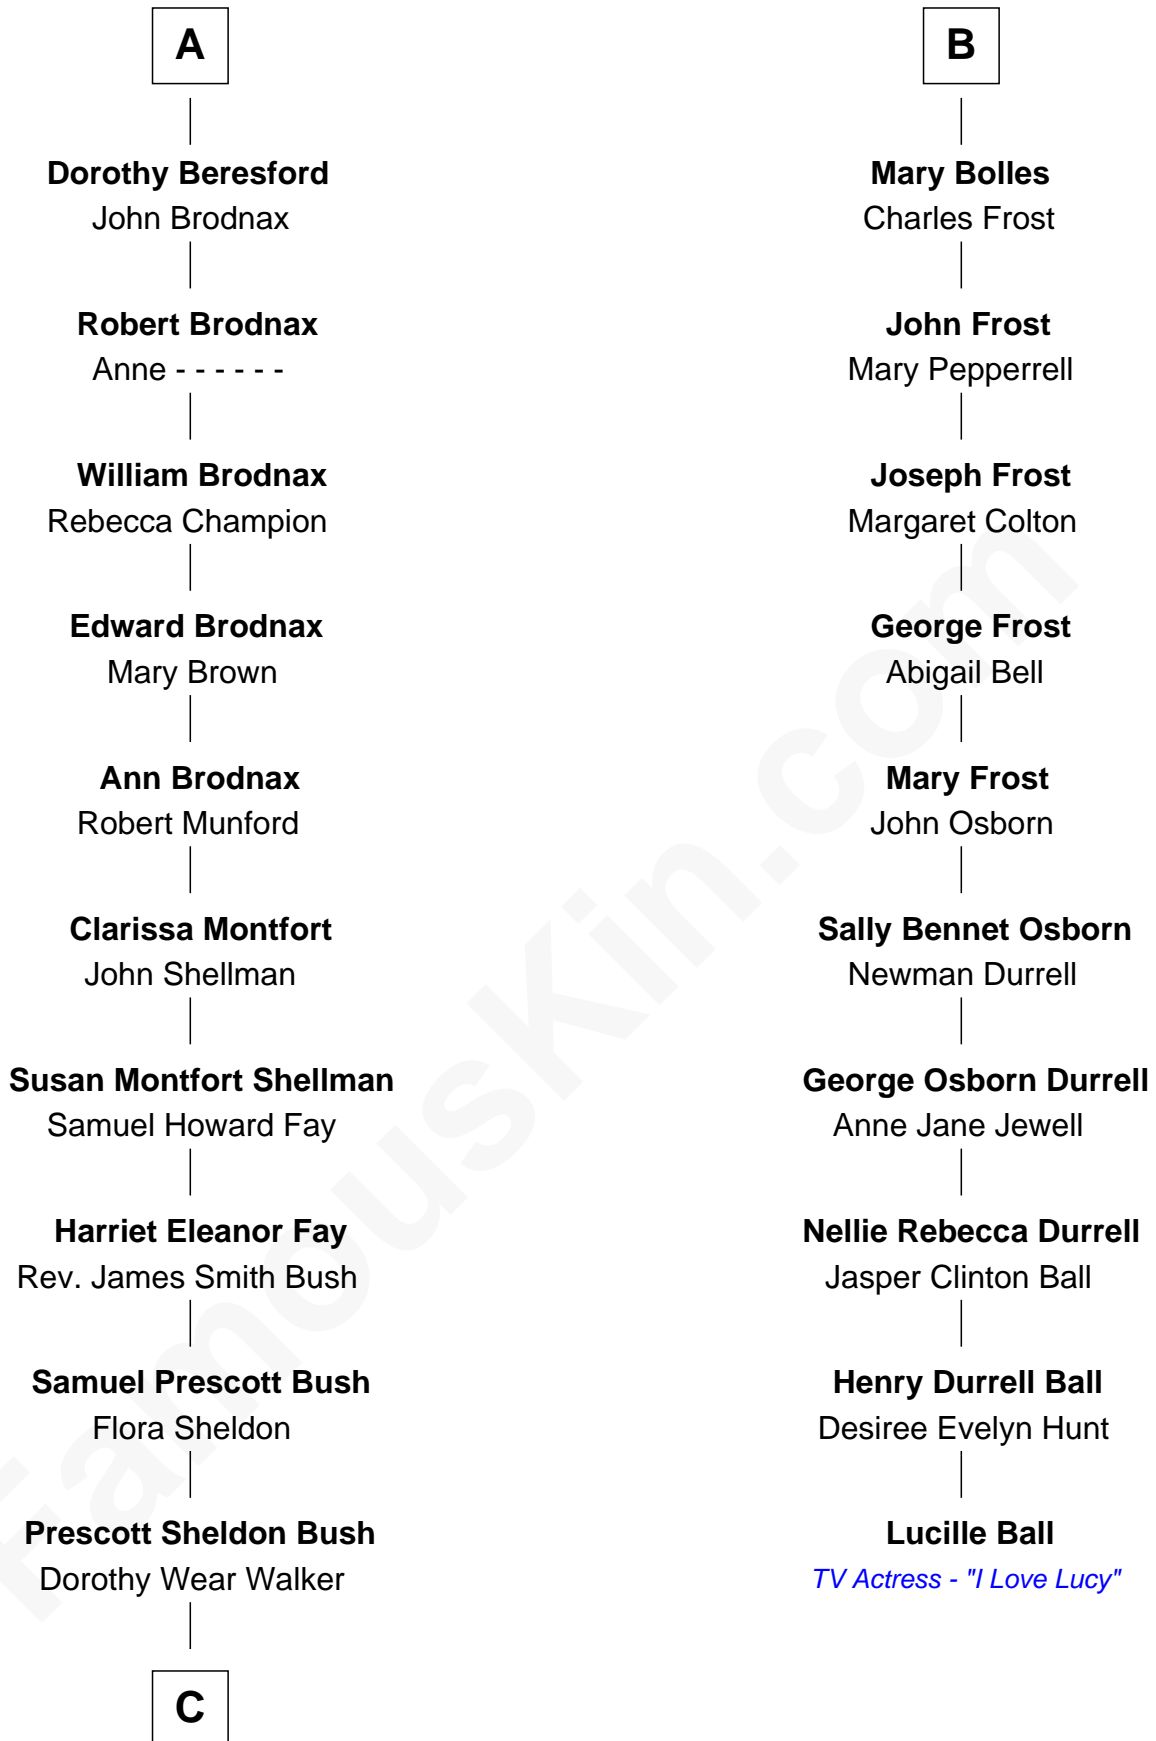 A
Dorothy Beresford
John Brodnax
Robert Brodnax
Anne - - - - - -
William Brodnax
Rebecca Champion
Edward Brodnax
Mary Brown
Ann Brodnax
Robert Munford
Clarissa Montfort
John Shellman
Susan Montfort Shellman
Samuel Howard Fay
Harriet Eleanor Fay
Rev. James Smith Bush
Samuel Prescott Bush
Flora Sheldon
Prescott Sheldon Bush
Dorothy Wear Walker
C
B
Mary Bolles
Charles Frost
John Frost
Mary Pepperrell
Joseph Frost
Margaret Colton
George Frost
Abigail Bell
Mary Frost
John Osborn
Sally Bennet Osborn
Newman Durrell
George Osborn Durrell
Anne Jane Jewell
Nellie Rebecca Durrell
Jasper Clinton Ball
Henry Durrell Ball
Desiree Evelyn Hunt
Lucille Ball
TV Actress - "I Love Lucy"
FamousKin.com